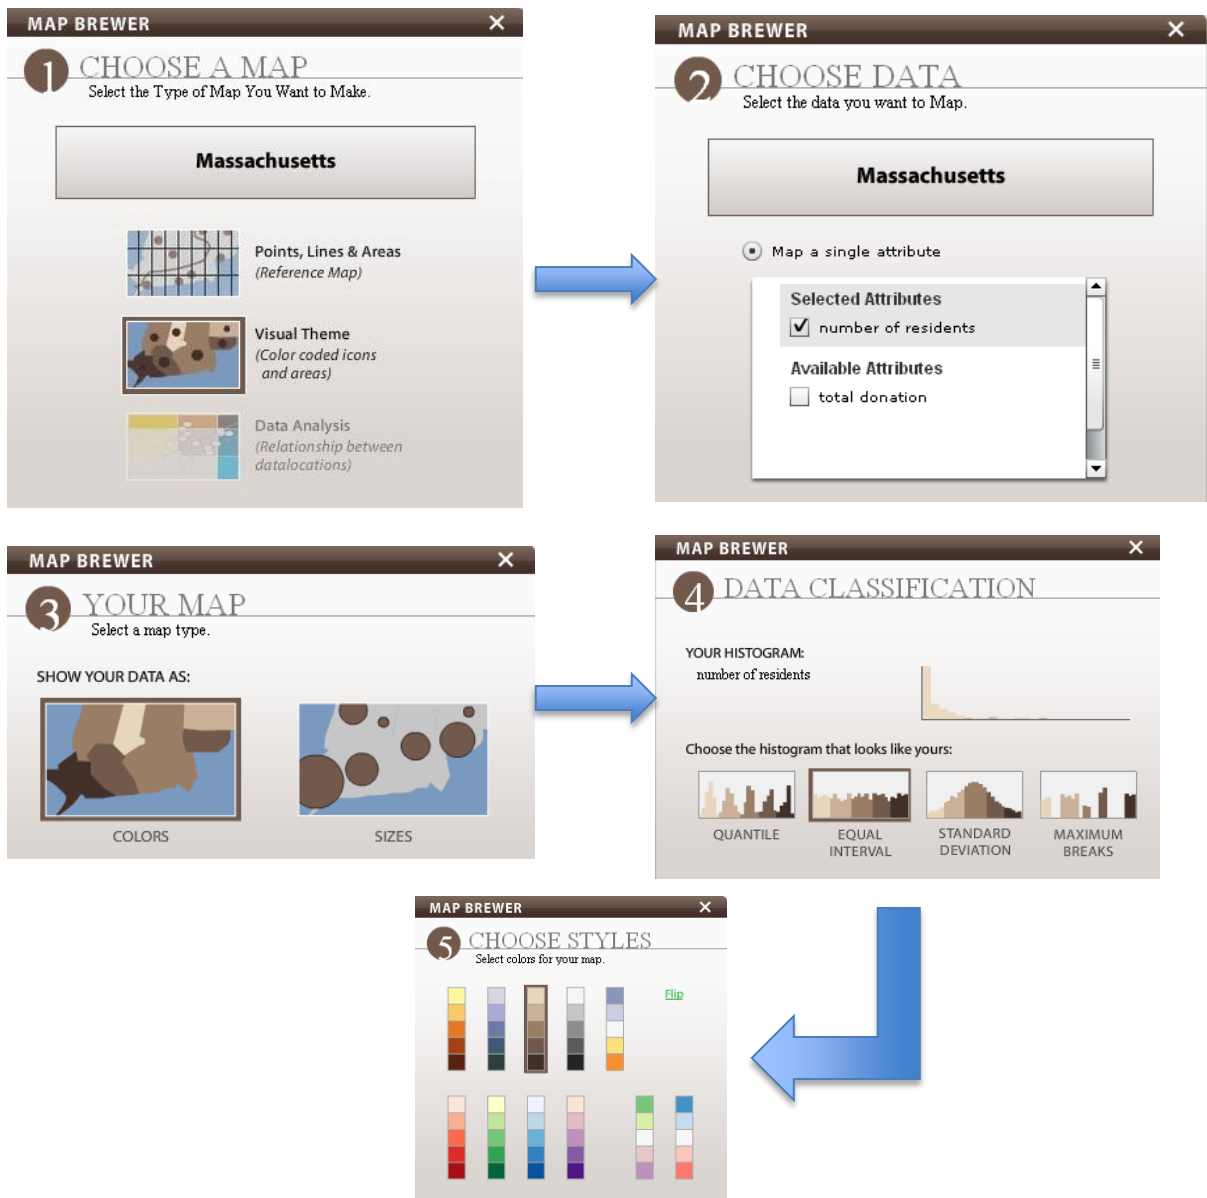 MAP BREWER
1 CHOOSE A MAP
Select the Type of Map You Want to Make.
Massachusetts
Points, Lines & Areas
(Reference Map)
Visual Theme
(Color coded icons
and areas)
Data Analysis
(Relationship between
datalocations)
MAP BREWER
2 CHOOSE DATA
Select the data you want to Map.
Massachusetts
Map a single attribute
Selected Attributes
number of residents
Available Attributes
total donation
MAP BREWER
3 YOUR MAP
Select a map type.
SHOW YOUR DATA AS:
COLORS
SIZES
MAP BREWER
4 DATA CLASSIFICATION
YOUR HISTOGRAM:
number of residents
Choose the histogram that looks like yours:
QUANTILE
EQUAL
INTERVAL
STANDARD
DEVIATION
MAXIMUM
BREAKS
MAP BREWER
5 CHOOSE STYLES
Select colors for your map.
Flip